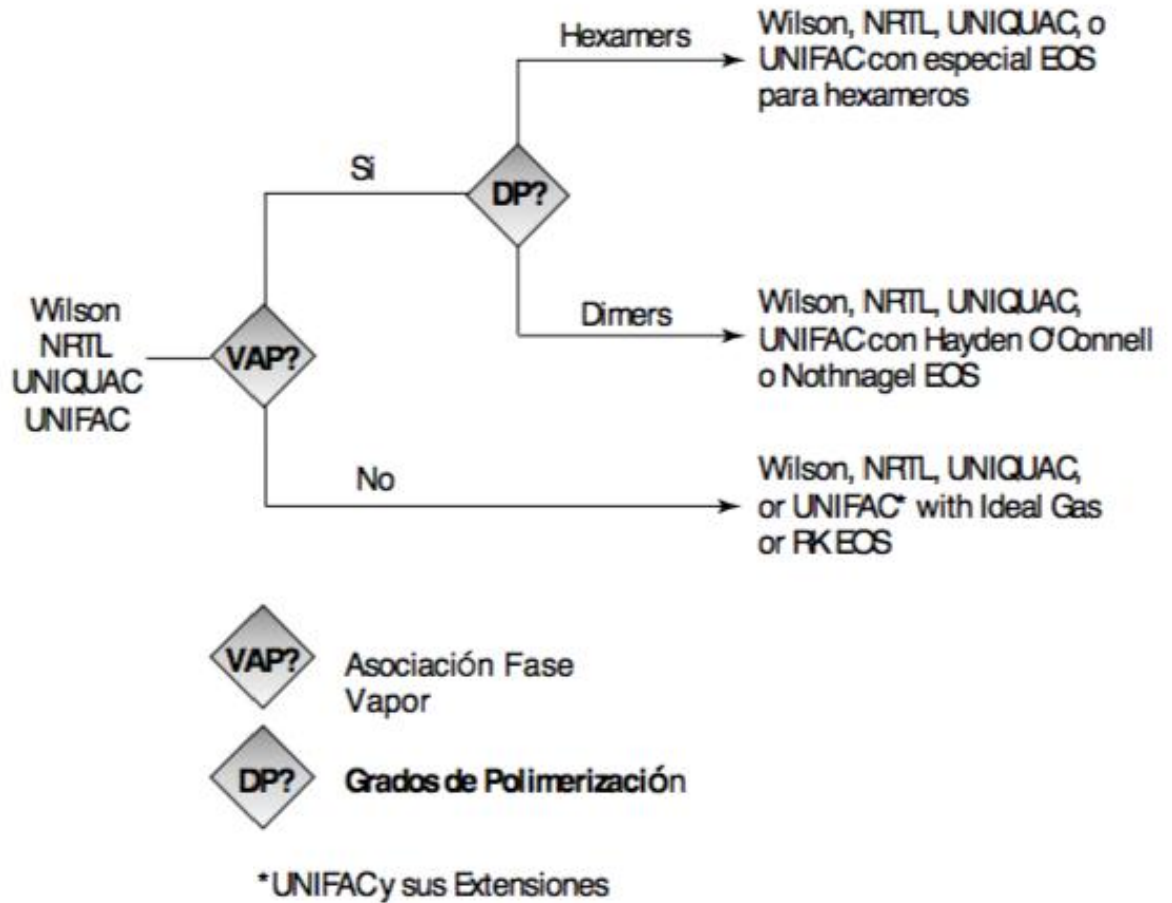 Hexamers
Wilson, NRTL, UNIQUAC, o
UNIFAC con especial EOS
para hexameros
Sí
DP?
Wilson
NRTL
UNIQUAC
UNIFAC
VAP?
Dimers
Wilson, NRTL, UNIQUAC,
UNIFAC con Hayden O'Connell
o Nothnagel EOS
No
Wilson, NRTL, UNIQUAC,
or UNIFAC* with Ideal Gas
or RK EOS
VAP?
Asociación Fase
Vapor
DP?
Grados de Polimerización
*UNIFAC y sus Extensiones